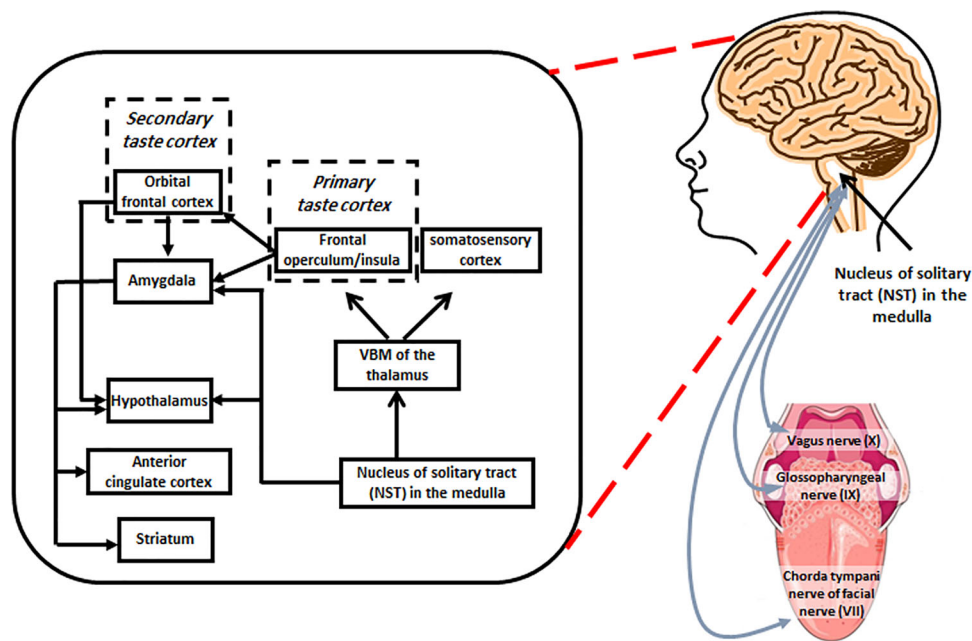 Secondary
taste cortex
Orbital
frontal cortex
Primary
taste cortex
Frontal
operculum/insula
somatosensory
cortex
Amygdala
VBM of the
thalamus
Hypothalamus
Anterior
cingulate cortex
Nucleus of solitary tract
(NST) in the medulla
Striatum
Nucleus of solitary
tract (NST) in the
medulla
Vagus nerve (X)
Glossopharyngeal
nerve (IX)
Chorda tympani
nerve of facial
nerve (VII)